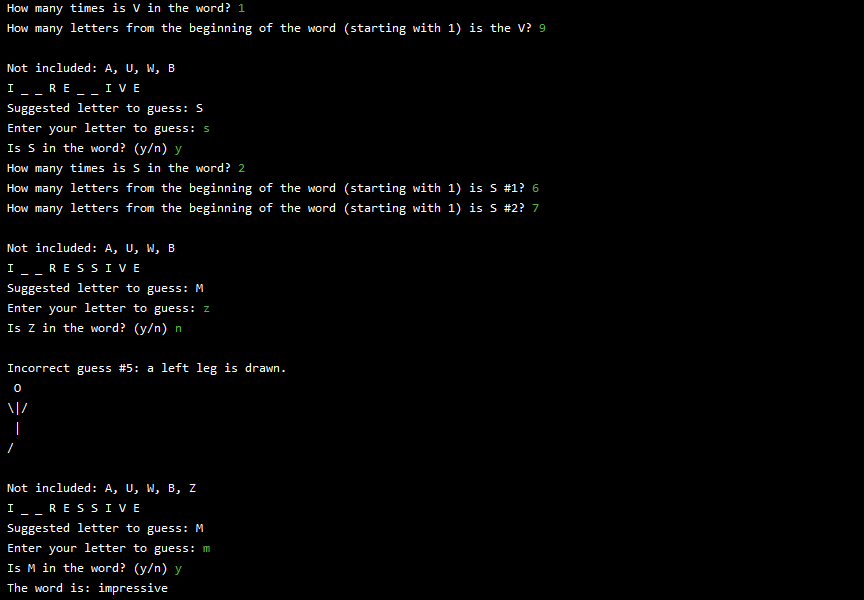 How many times is V in the word? 1
How many letters from the beginning of the word (starting with 1) is the V? 9
Not included: A, U, W, B
I _ _ R E _ _ I V E
Suggested letter to guess: S
Enter your letter to guess: s
Is S in the word? (y/n) y
How many times is S in the word? 2
How many letters from the beginning of the word (starting with 1) is S #1? 6
How many letters from the beginning of the word (starting with 1) is S #2? 7
Not included: A, U, W, B
I _ _ R E S S I V E
Suggested letter to guess: M
Enter your letter to guess: z
Is Z in the word? (y/n) n
Incorrect guess #5: a left leg is drawn.
 O
\|/
 |
/
Not included: A, U, W, B, Z
I _ _ R E S S I V E
Suggested letter to guess: M
Enter your letter to guess: m
Is M in the word? (y/n) y
The word is: impressive